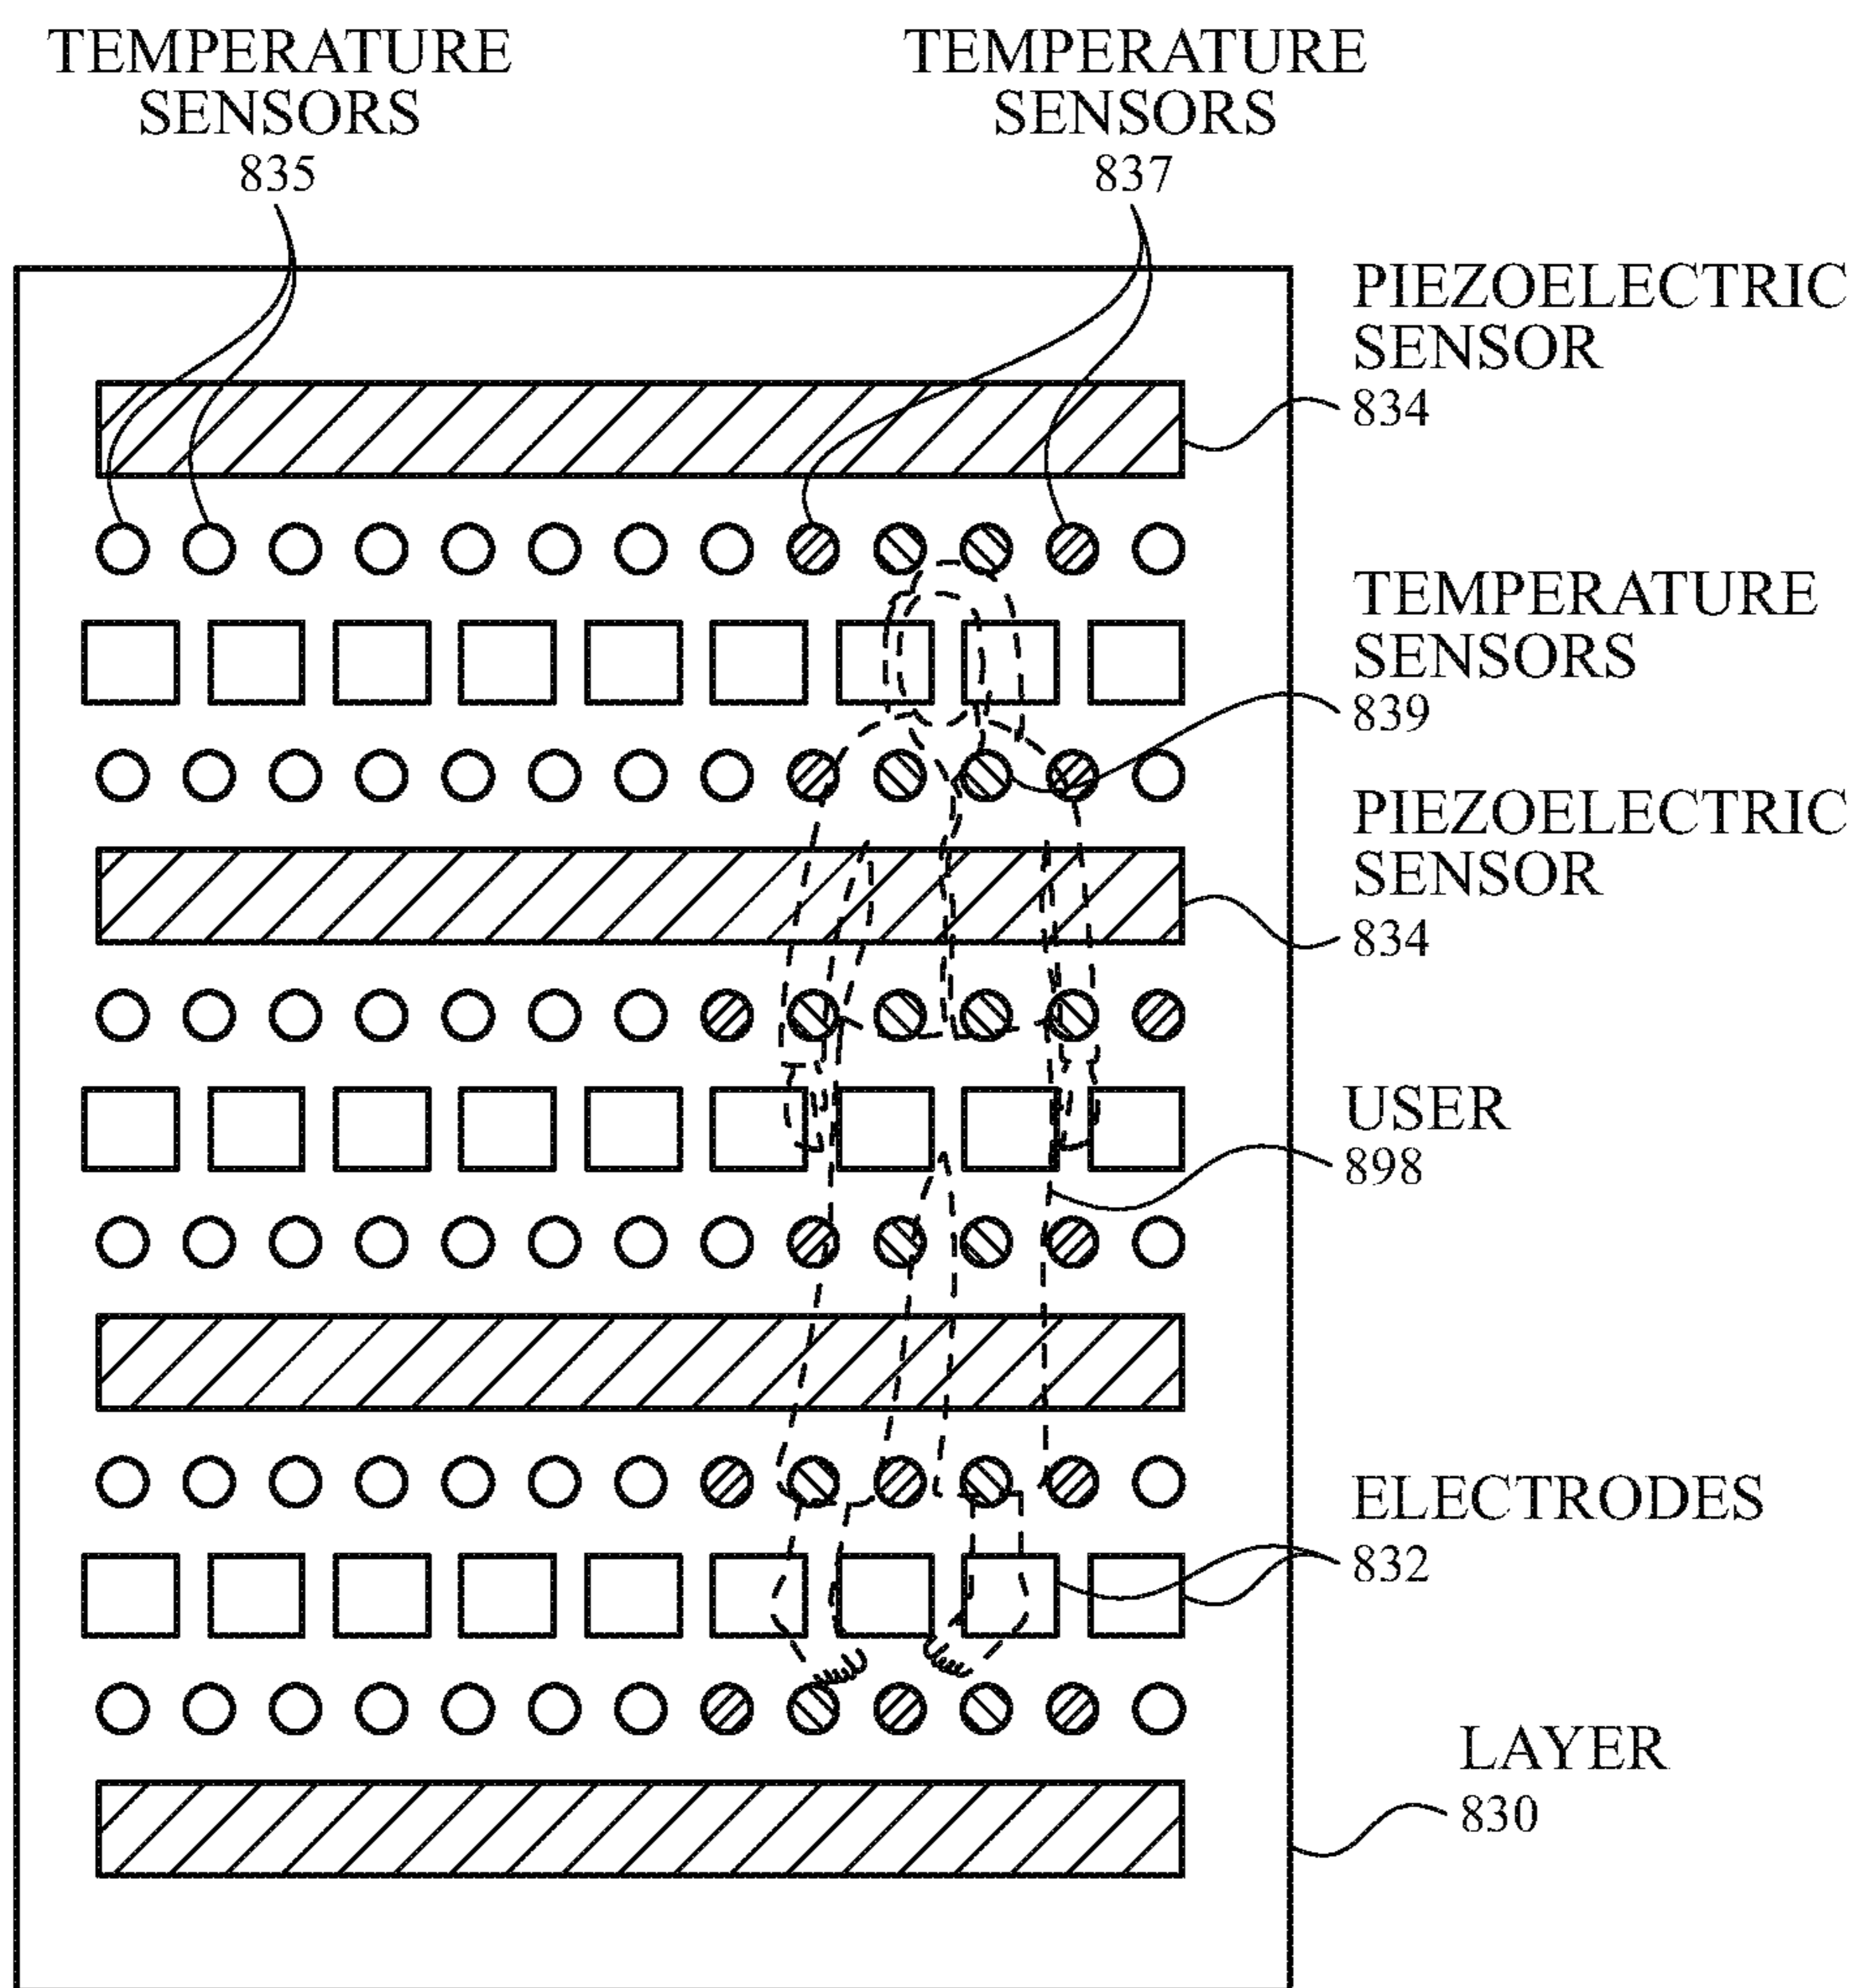 TEMPERATURE
SENSORS
835
TEMPERATURE
SENSORS
837
PIEZOELECTRIC
SENSOR
834
TEMPERATURE
SENSORS
839
PIEZOELECTRIC
SENSOR
834
USER
898
ELECTRODES
832
LAYER
830